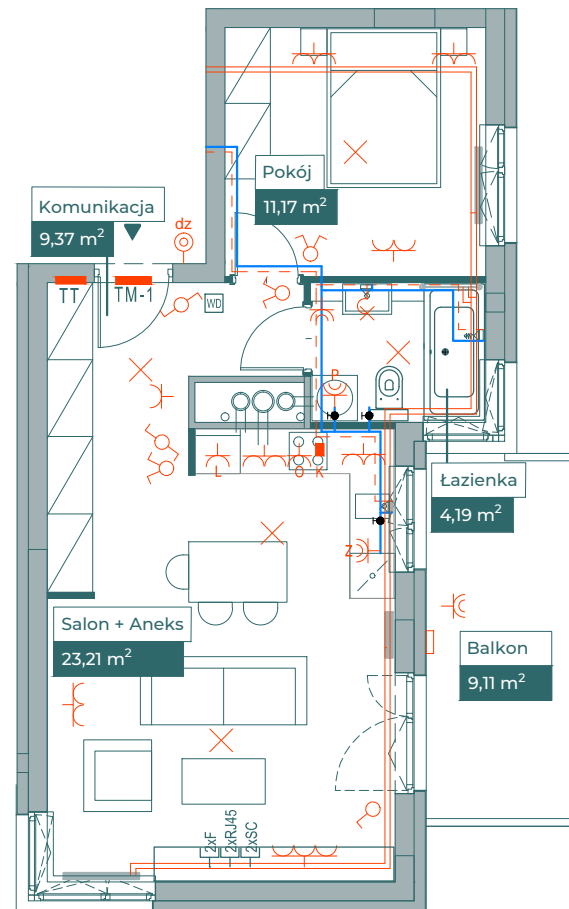 Pokój
11,17 m²
Komunikacja
9,37 m²
dz
TT
TM-1
WD
P
L
O
K
Łazienka
4,19 m²
Z
Salon + Aneks
23,21 m²
Balkon
9,11 m²
2xF
2xRJ45
2xSC